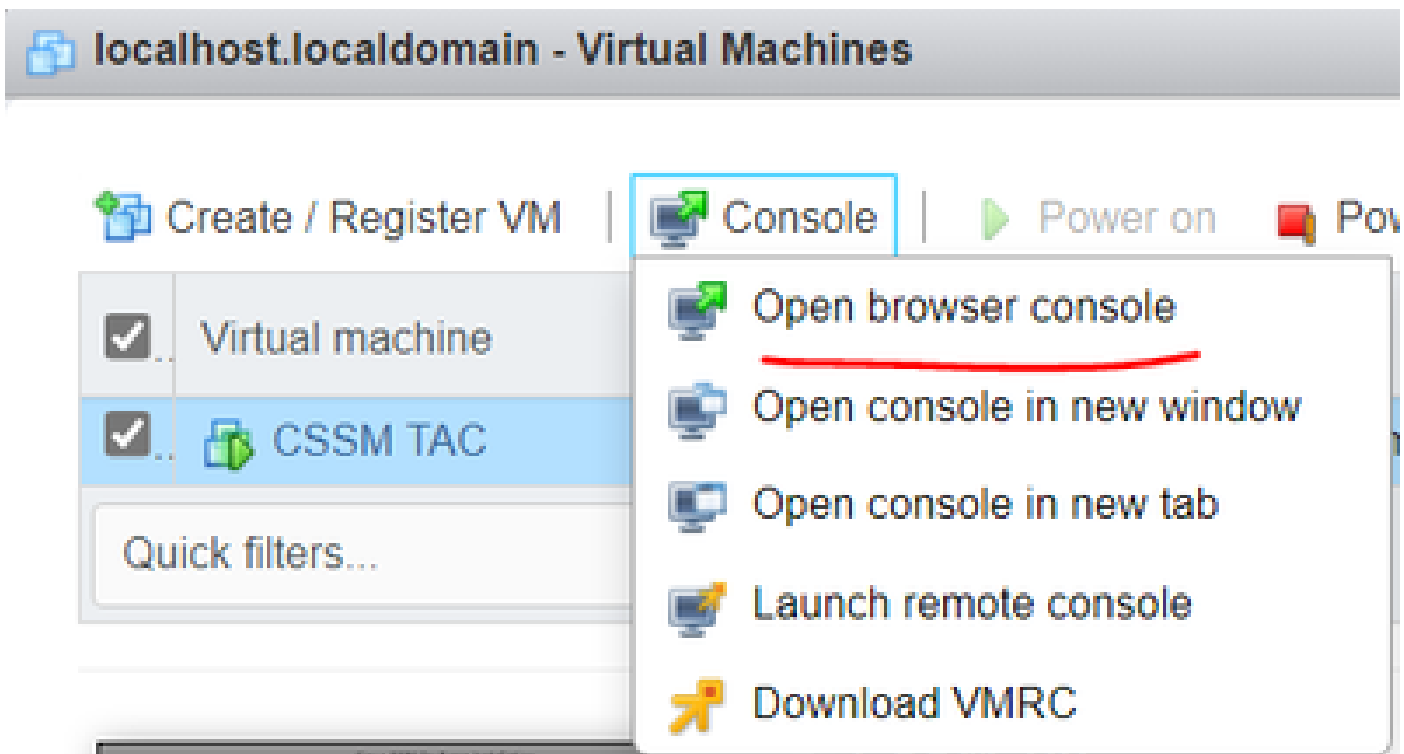 localhost.localdomain - Virtual Machines
Create / Register VM | Console | Power on
Virtual machine
Open browser console
CSSM TAC
Open console in new window
Open console in new tab
Quick filters...
Launch remote console
Download VMRC